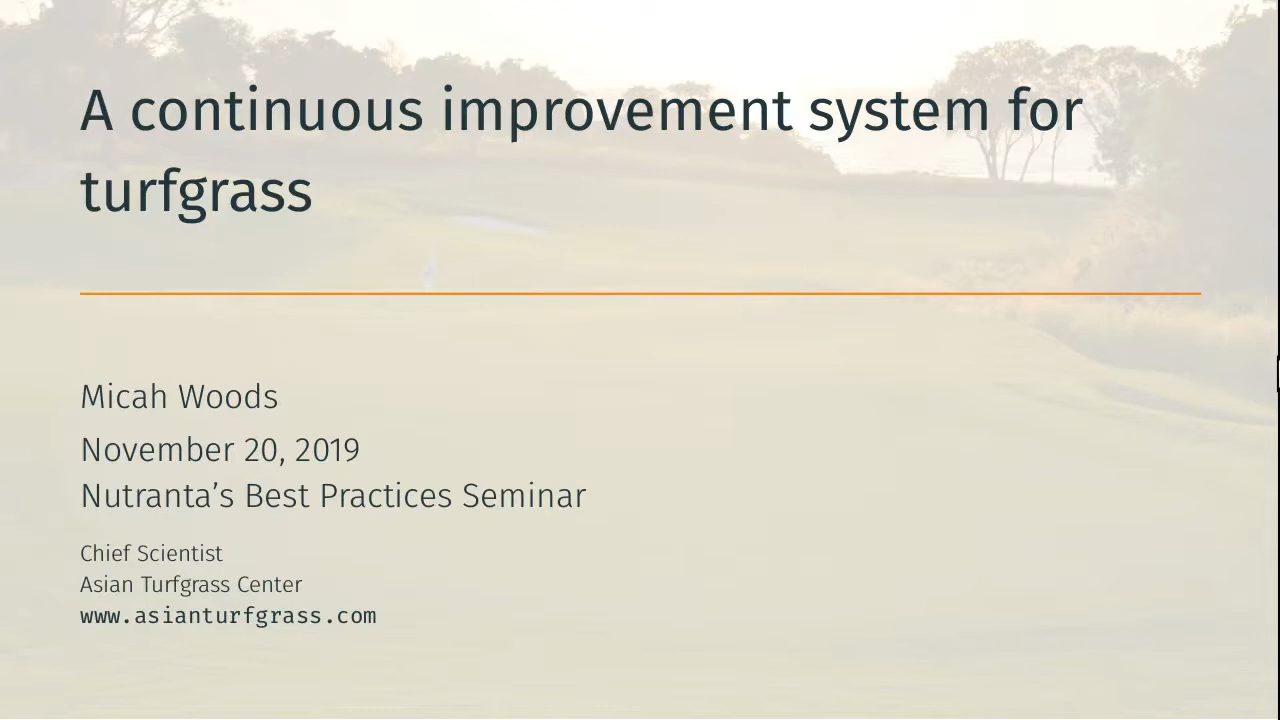 A continuous improvement system for
turfgrass
Micah Woods
November 20, 2019
Nutranta’s Best Practices Seminar
Chief Scientist
Asian Turfgrass Center
www.asianturfgrass.com